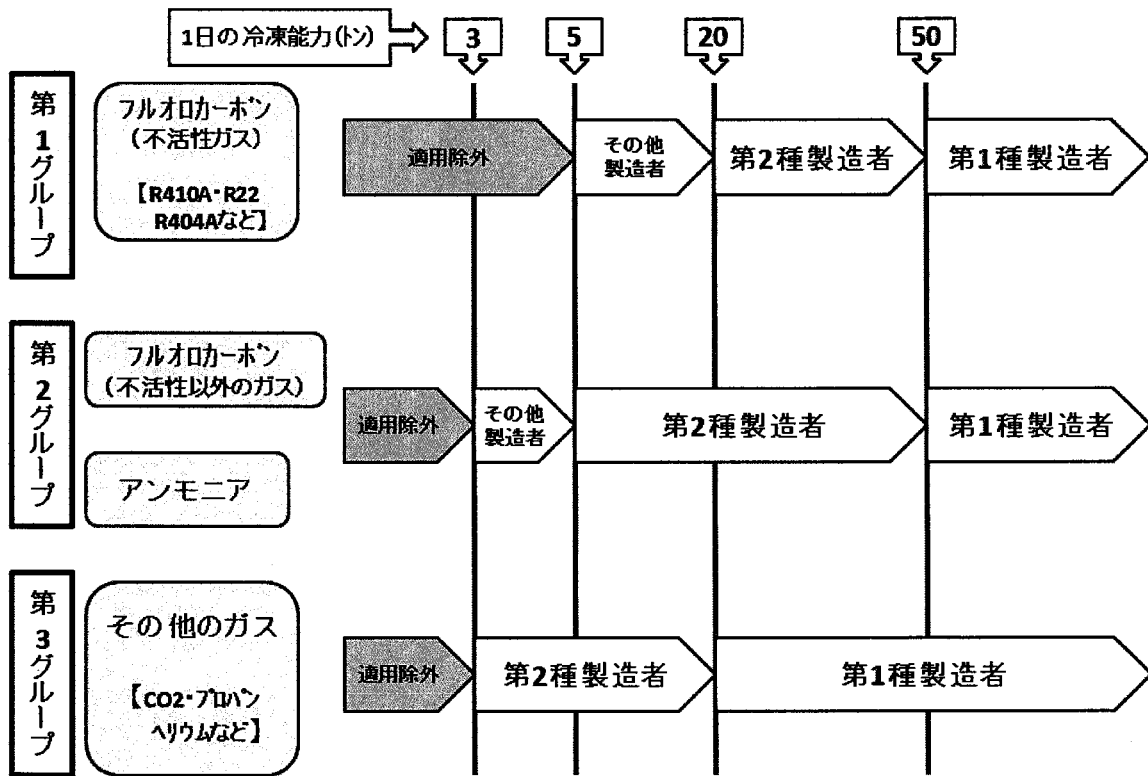 1日の冷凍能力(トン)
3
5
20
50
第1グループ
フルオロカーボン
(不活性ガス)
【R410A・R22
R404Aなど】
適用除外
その他
製造者
第2種製造者
第1種製造者
第2グループ
フルオロカーボン
(不活性以外のガス)
アンモニア
適用除外
その他
製造者
第2種製造者
第1種製造者
第3グループ
その他のガス
【CO2・プロパン
ヘリウムなど】
適用除外
第2種製造者
第1種製造者